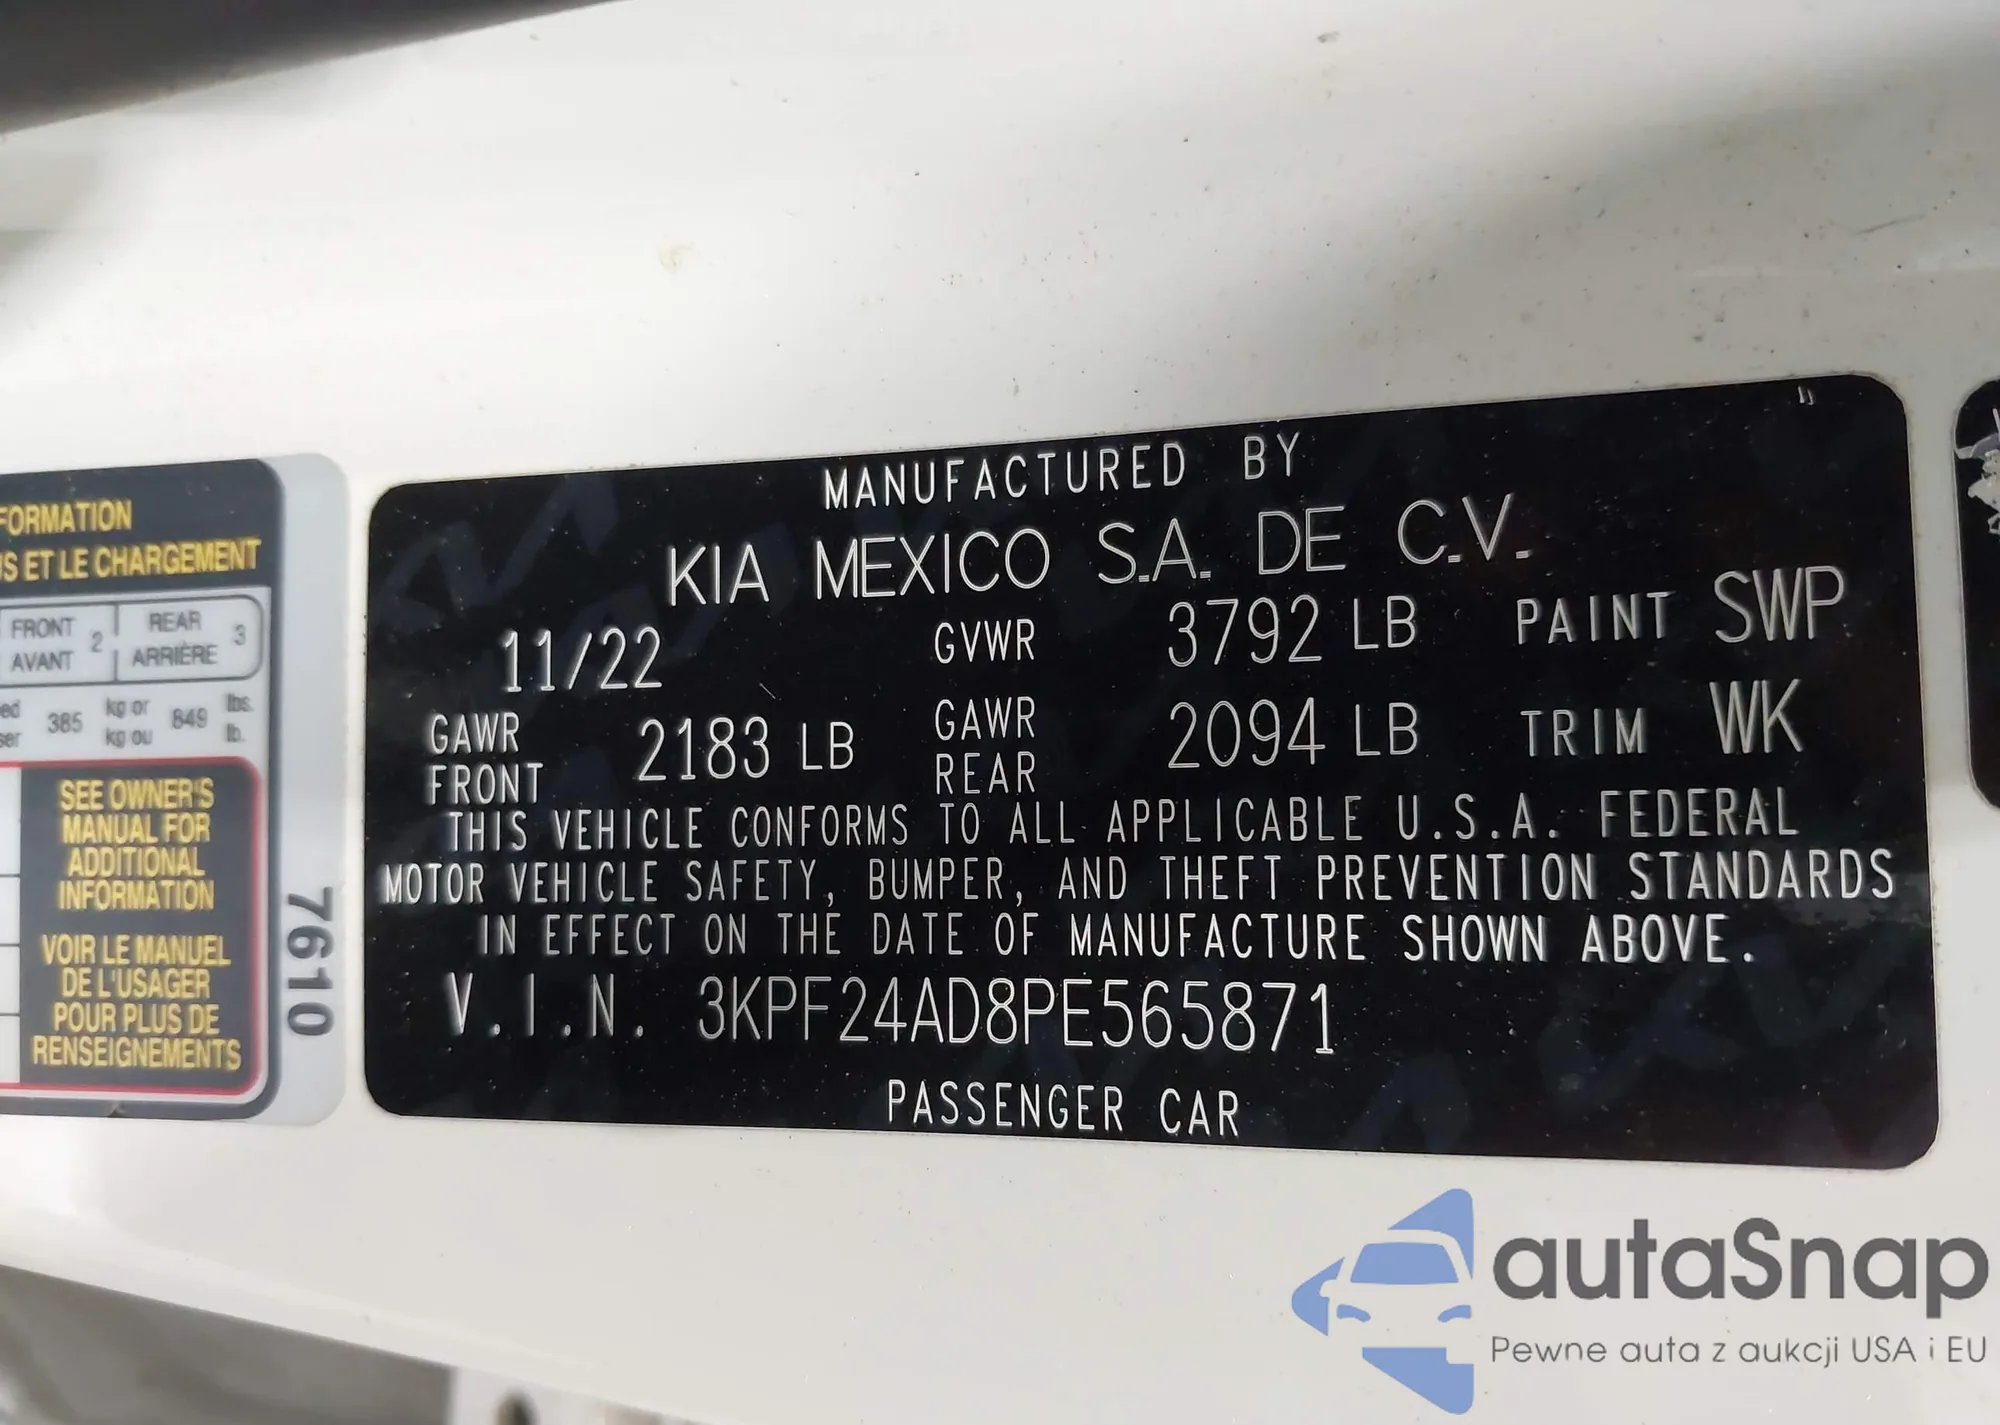 FORMATION
US ET LE CHARGEMENT
FRONT 2 REAR 3
AVANT ARRIÈRE
385 kg or 849 lbs.
kg ou lb.
SEE OWNER'S
MANUAL FOR
ADDITIONAL
INFORMATION
VOIR LE MANUEL
DE L'USAGER
POUR PLUS DE
RENSEIGNEMENTS
7610
MANUFACTURED BY
KIA MEXICO S.A. DE C.V.
11/22 GVWR 3792 LB PAINT SWP
GAWR FRONT 2183 LB GAWR REAR 2094 LB TRIM WK
THIS VEHICLE CONFORMS TO ALL APPLICABLE U.S.A. FEDERAL
MOTOR VEHICLE SAFETY, BUMPER, AND THEFT PREVENTION STANDARDS
IN EFFECT ON THE DATE OF MANUFACTURE SHOWN ABOVE.
V.I.N. 3KPF24AD8PE565871
PASSENGER CAR
autaSnap
Pewne auta z aukcji USA i EU